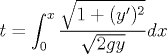 t = \int_0^x \frac{\sqrt{1 + (y')^2}}{\sqrt{2gy}} dx